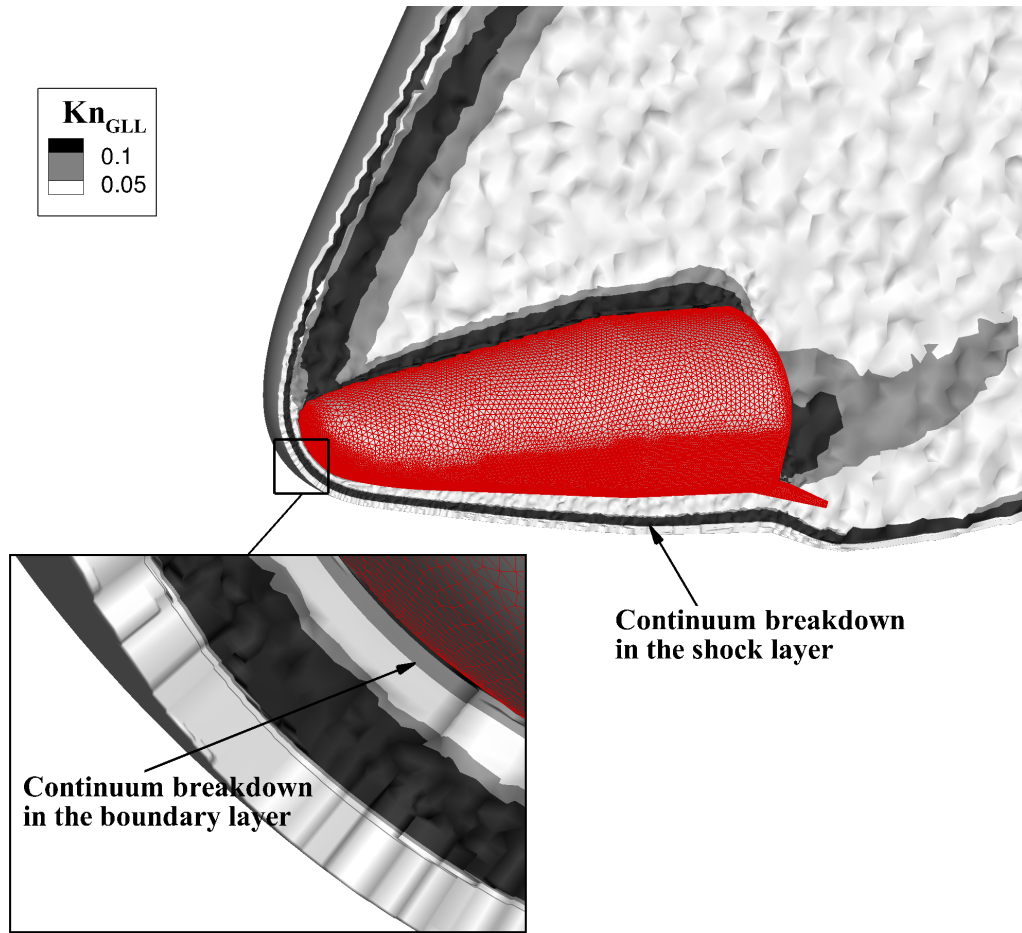 Kn_GLL
0.1
0.05
Continuum breakdown
in the shock layer
Continuum breakdown
in the boundary layer